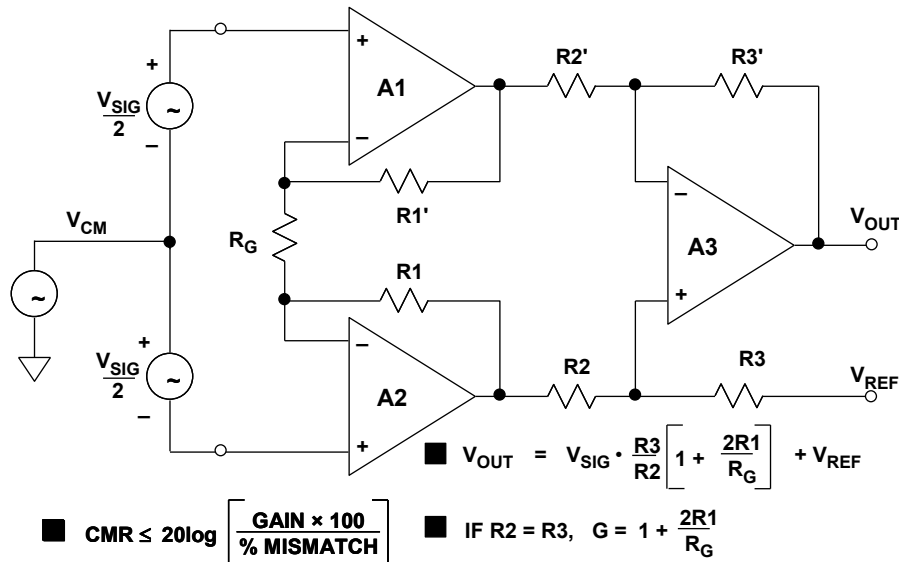 +
V_SIG
2
~
−
V_CM
~
+
V_SIG
2
~
−
+
A1
−
R1'
R_G
R1
−
A2
+
R2'
R3'
−
A3
+
V_OUT
R2
R3
V_REF
■ V_OUT = V_SIG • R3/R2 [1 + 2R1/R_G] + V_REF
■ CMR ≤ 20log [GAIN × 100 / % MISMATCH]
■ IF R2 = R3, G = 1 + 2R1/R_G